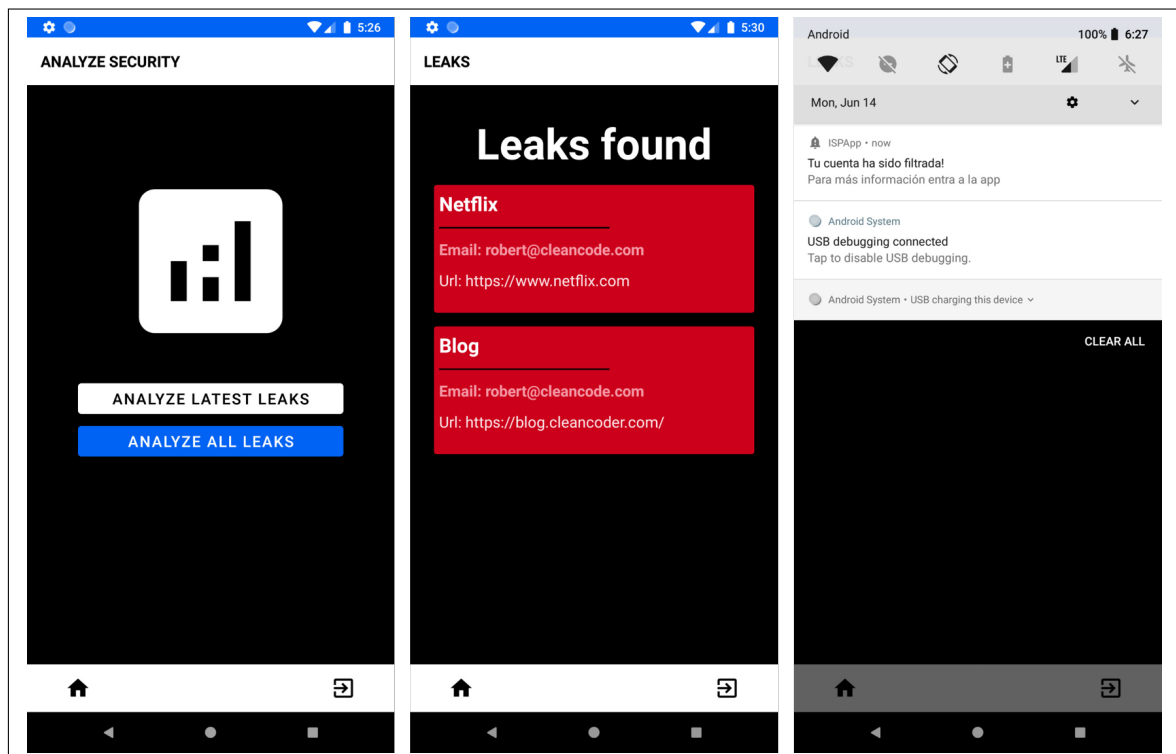 5:26
ANALYZE SECURITY
ANALYZE LATEST LEAKS
ANALYZE ALL LEAKS
5:30
LEAKS
Leaks found
Netflix
Email: robert@cleancode.com
Url: https://www.netflix.com
Blog
Email: robert@cleancode.com
Url: https://blog.cleancoder.com/
Android 100% 6:27
LEAKS
LTE
Mon, Jun 14
ISPApp • now
Tu cuenta ha sido filtrada!
Para más información entra a la app
Android System
USB debugging connected
Tap to disable USB debugging.
Android System • USB charging this device
CLEAR ALL